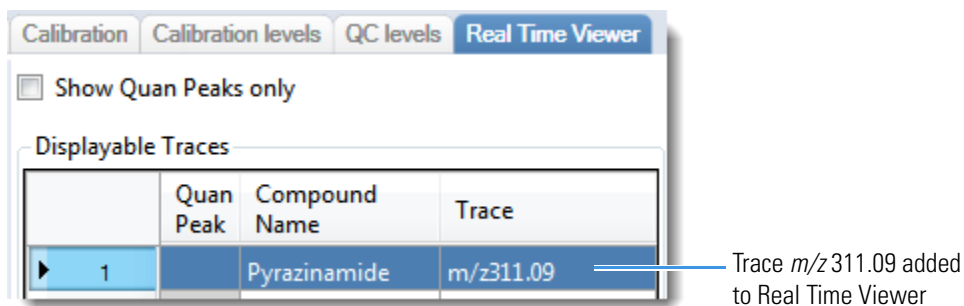 Calibration Calibration levels QC levels Real Time Viewer
Show Quan Peaks only
Displayable Traces
Quan Peak Compound Name Trace
1 Pyrazinamide m/z311.09
Trace m/z 311.09 added
to Real Time Viewer